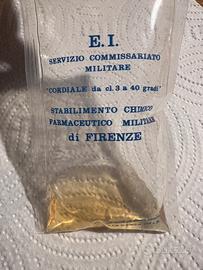 E.I.
SERVIZIO COMMISSARIATO
MILITARE
"CORDIALE da cl. 3 a 40 gradi"
STABILIMENTO CHIMICO
FARMACEUTICO MILITARE
di FIRENZE